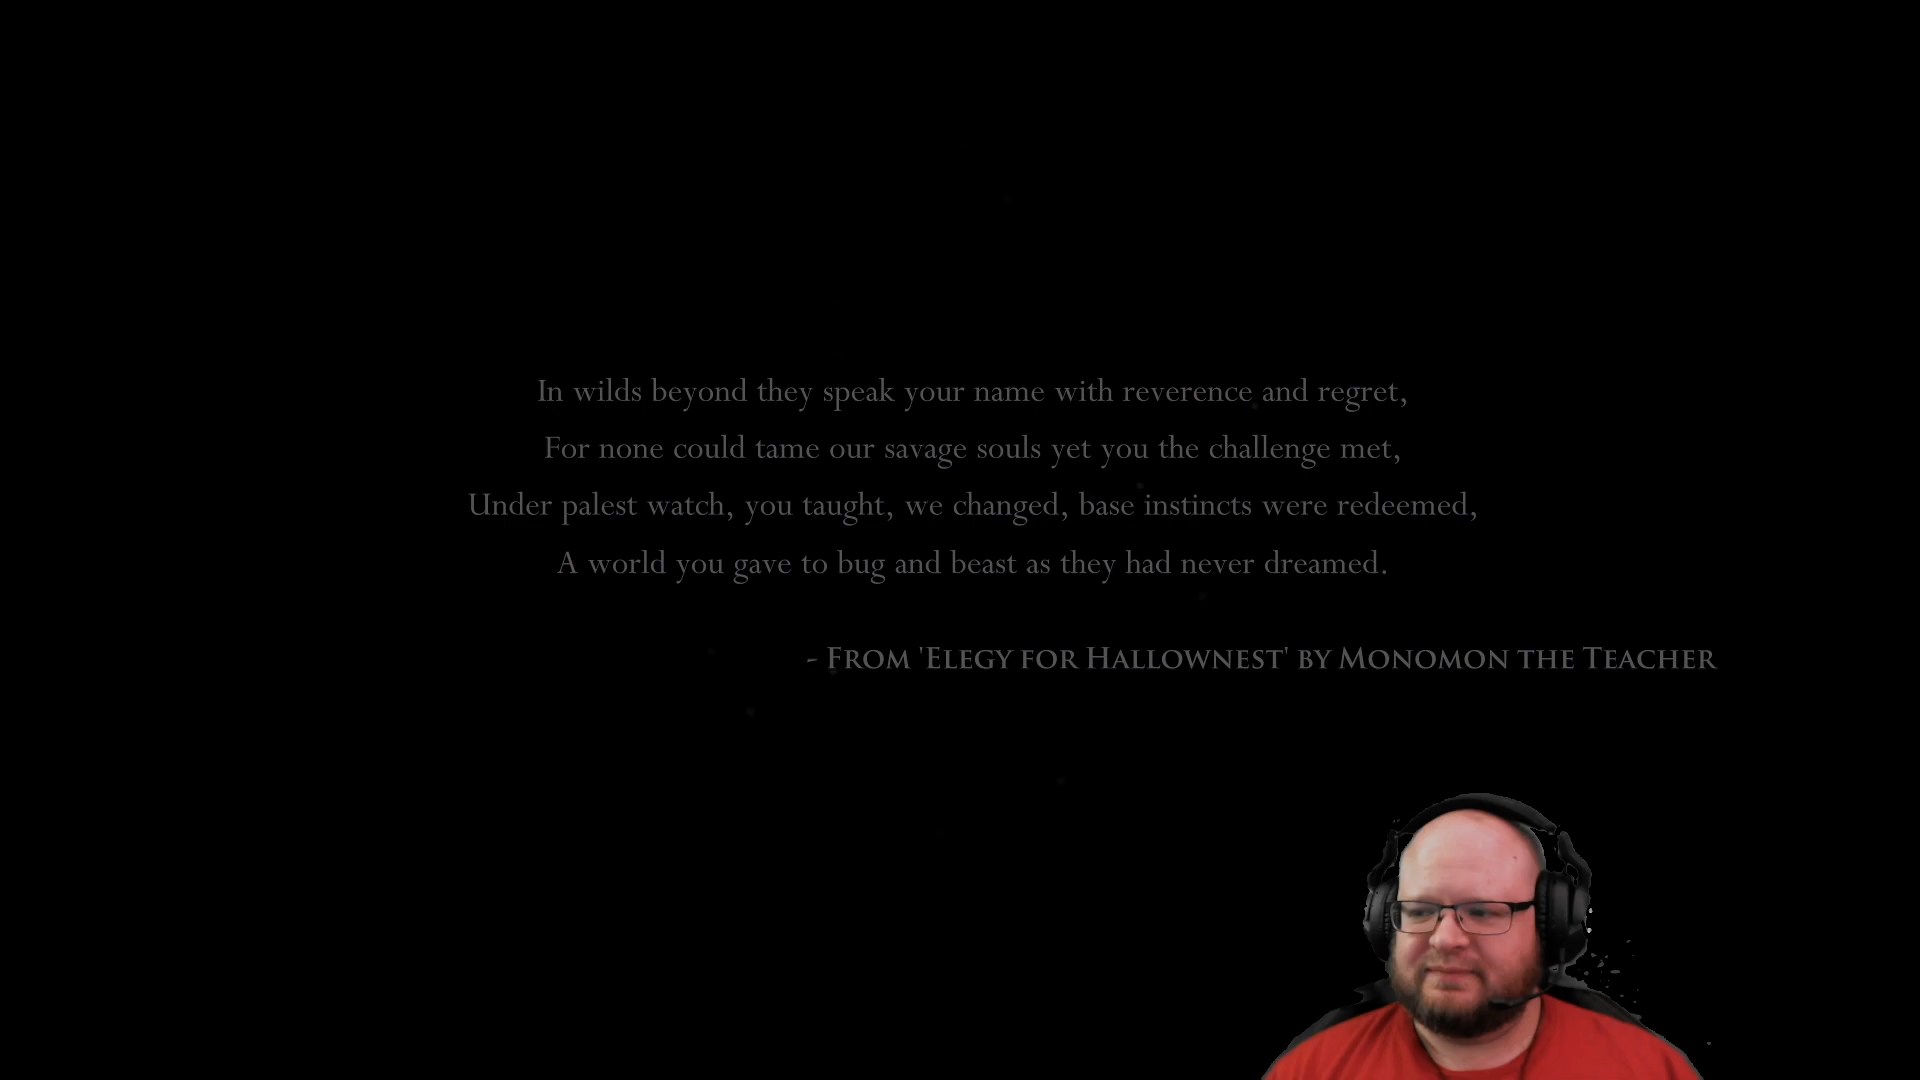 In wilds beyond they speak your name with reverence and regret,
For none could tame our savage souls yet you the challenge met,
Under palest watch, you taught, we changed, base instincts were redeemed,
A world you gave to bug and beast as they had never dreamed.
- From 'Elegy for Hallownest' by Monomon the Teacher